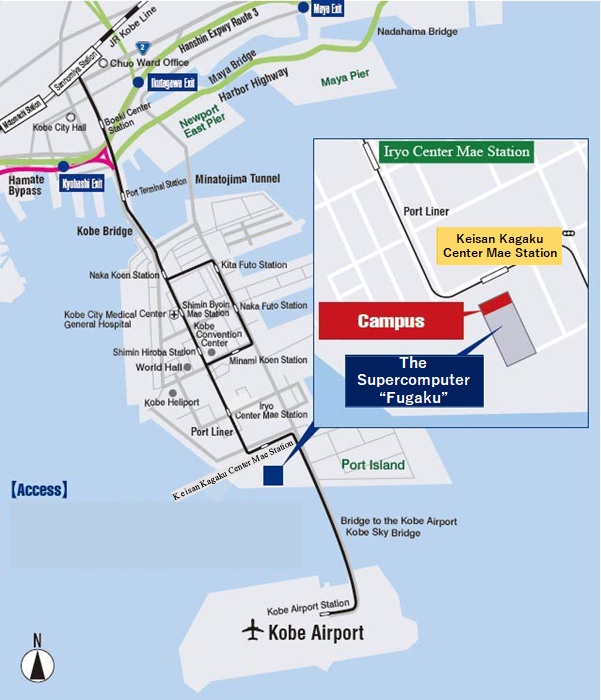 JR Kobe Line
2
Hanshin Expwy Route 3
Maya Exit
Nadahama Bridge
Sannomiya Station
Chuo Ward Office
Maya Bridge
Ikutagawa Exit
Harbor Highway
Maya Pier
Motomachi Station
Kobe City Hall
Boeki Center
Station
Newport
East Pier
Hamate
Bypass
Kyobashi Exit
Port Terminal Station
Minatojima Tunnel
Kobe Bridge
Kita Futo Station
Naka Koen Station
Kobe City Medical Center
General Hospital
Shimin Byoin
Mae Station
Naka Futo Station
Kobe
Convention
Center
Shimin Hiroba Station
Minami Koen Station
World Hall
Kobe Heliport
Iryo
Center Mae Station
Port Liner
Keisan Kagaku Center Mae Station
Port Island
Iryo Center Mae Station
Port Liner
Keisan Kagaku
Center Mae Station
Campus
The
Supercomputer
“Fugaku”
【Access】
Bridge to the Kobe Airport
Kobe Sky Bridge
Kobe Airport Station
Kobe Airport
N